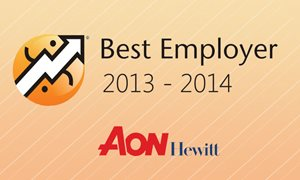 Best Employer
2013 - 2014
AON Hewitt